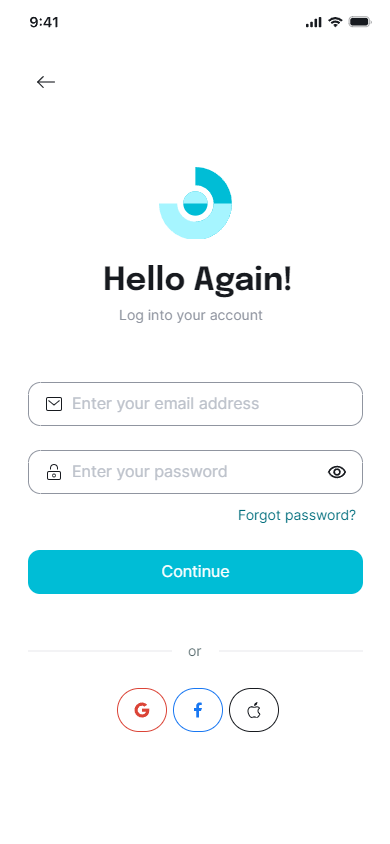 9:41
Hello Again!
Log into your account
Enter your email address
Enter your password
Forgot password?
Continue
or